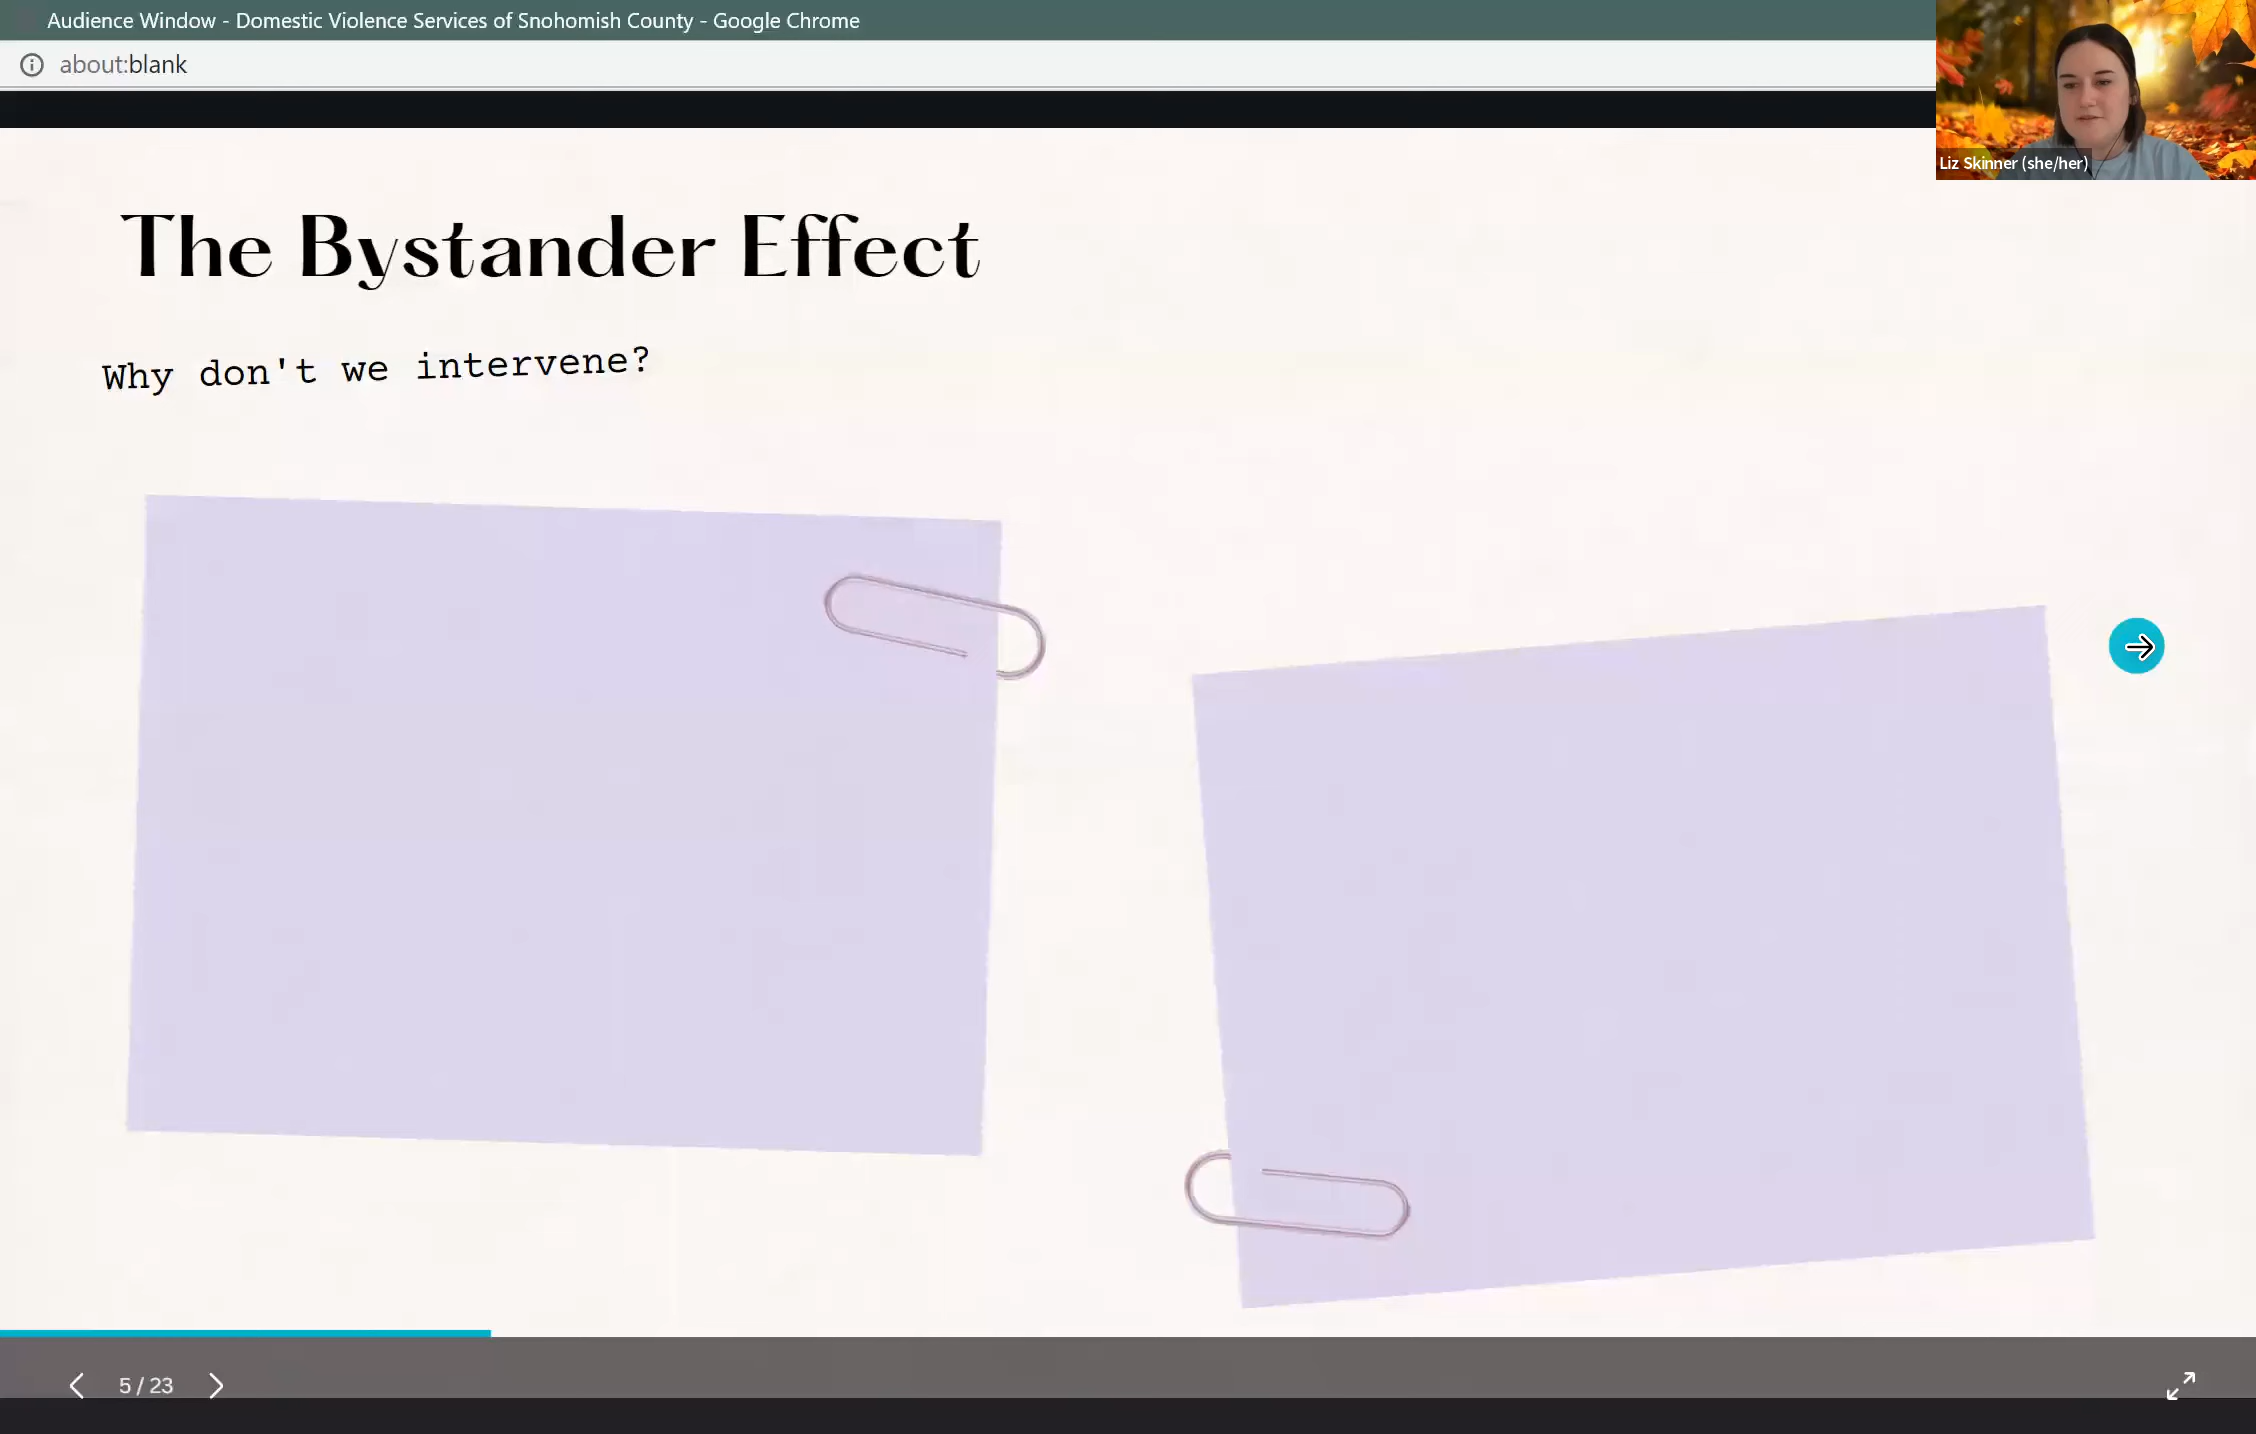 Audience Window - Domestic Violence Services of Snohomish County - Google Chrome
about:blank
Liz Skinner (she/her)
The Bystander Effect
Why don't we intervene?
5 / 23